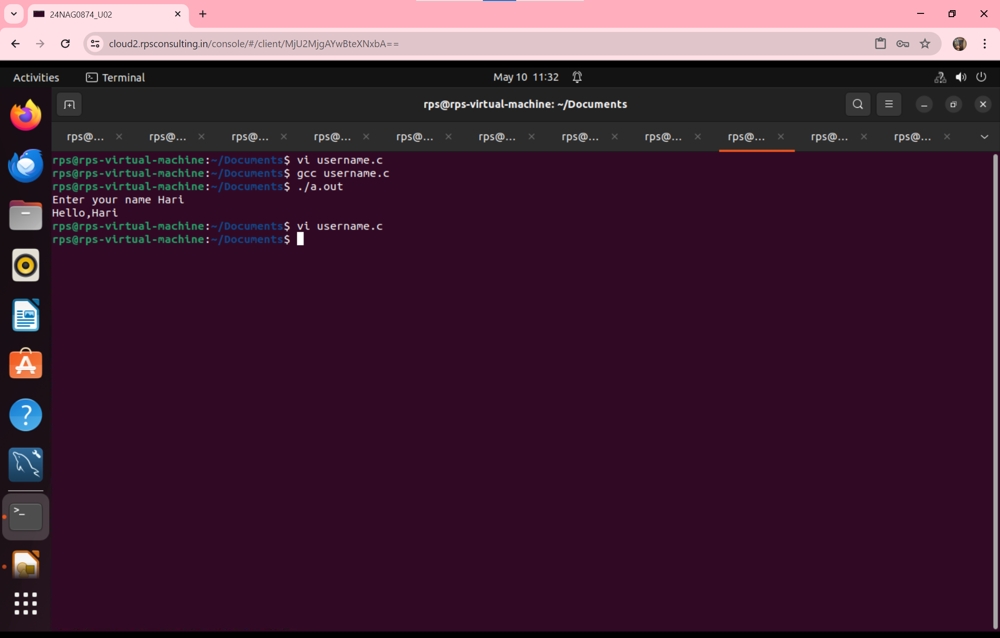 24NAG0874_U02
cloud2.rpsconsulting.in/console/#/client/MjU2MjgAYwBteXNxbA==
Activities Terminal May 10 11:32
rps@rps-virtual-machine: ~/Documents
rps@... rps@... rps@... rps@... rps@... rps@... rps@... rps@... rps@... rps@... rps@...
rps@rps-virtual-machine:~/Documents$ vi username.c
rps@rps-virtual-machine:~/Documents$ gcc username.c
rps@rps-virtual-machine:~/Documents$ ./a.out
Enter your name Hari
Hello,Hari
rps@rps-virtual-machine:~/Documents$ vi username.c
rps@rps-virtual-machine:~/Documents$